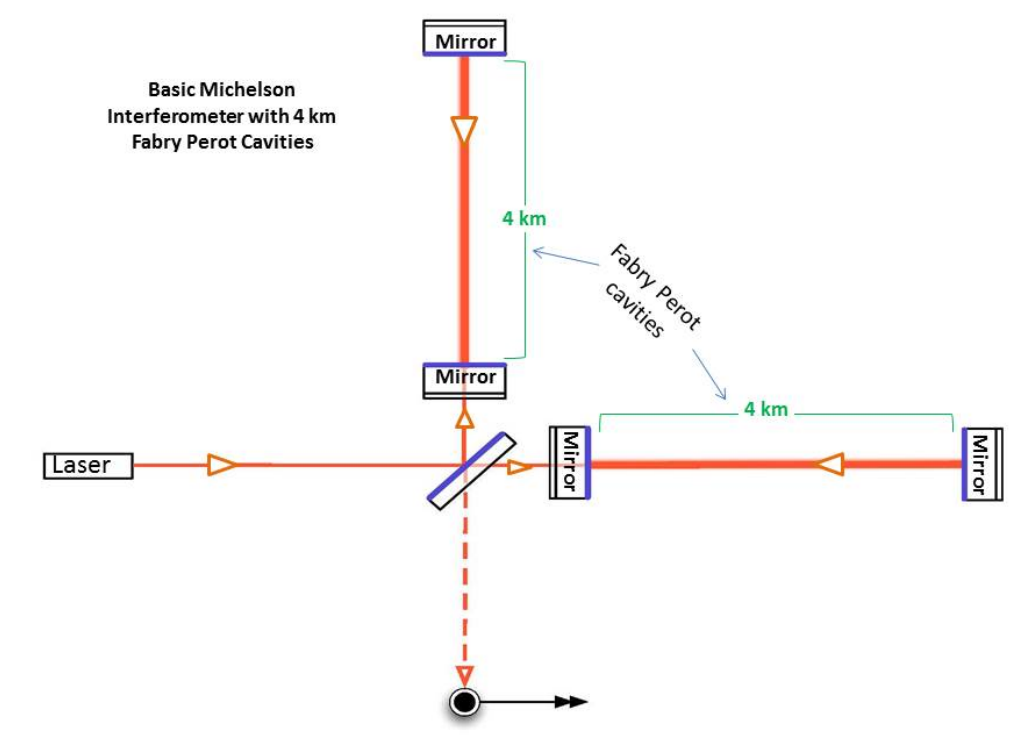 Mirror
Basic Michelson
Interferometer with 4 km
Fabry Perot Cavities
4 km
Fabry Perot
cavities
Mirror
4 km
Laser
Mirror
Mirror